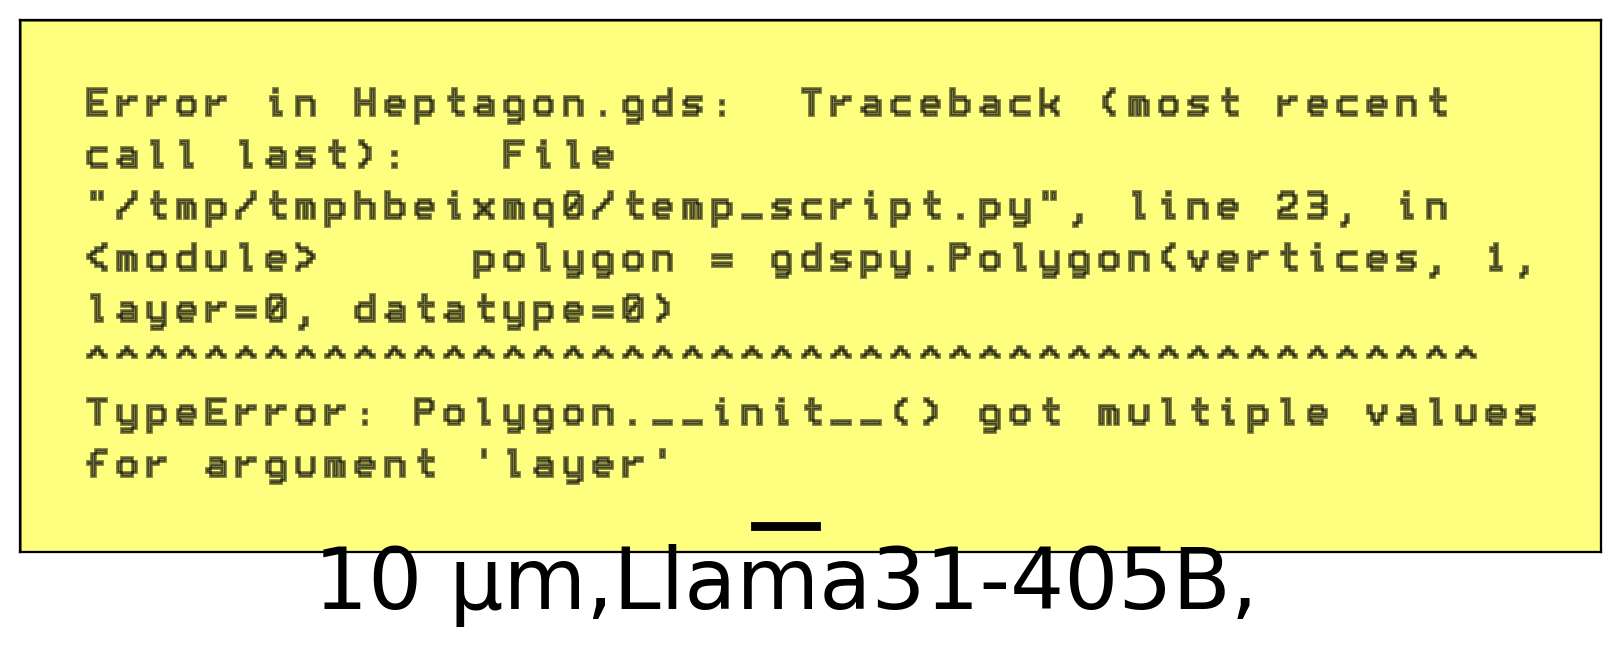 Error in Heptagon.gds:  Traceback (most recent
call last):   File
"/tmp/tmphbeixmq0/temp_script.py", line 23, in
<module>     polygon = gdspy.Polygon(vertices, 1,
layer=0, datatype=0)
^^^^^^^^^^^^^^^^^^^^^^^^^^^^^^^^^^^^^^^^^^^^^^^
TypeError: Polygon.__init__() got multiple values
for argument 'layer'
10 μm,Llama31-405B,